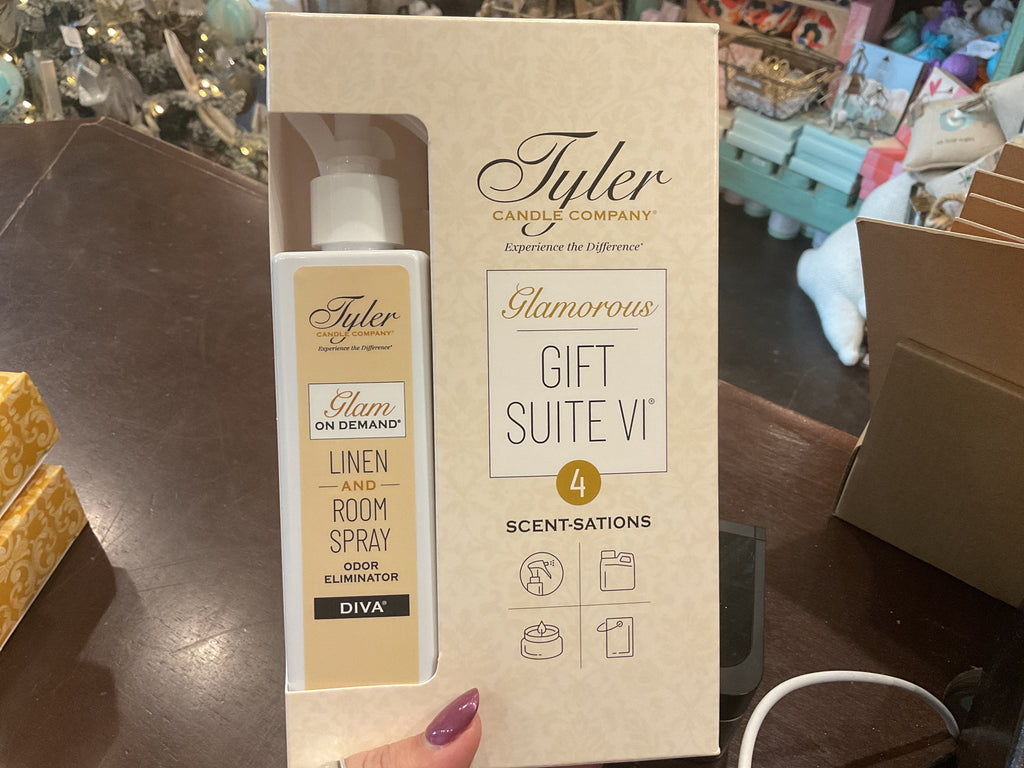 Tyler
CANDLE COMPANY®
Experience the Difference®
Glam
ON DEMAND®
LINEN
AND
ROOM
SPRAY
ODOR
ELIMINATOR
DIVA®
Tyler
CANDLE COMPANY®
Experience the Difference®
Glamorous
GIFT
SUITE VI®
4
SCENT-SATIONS